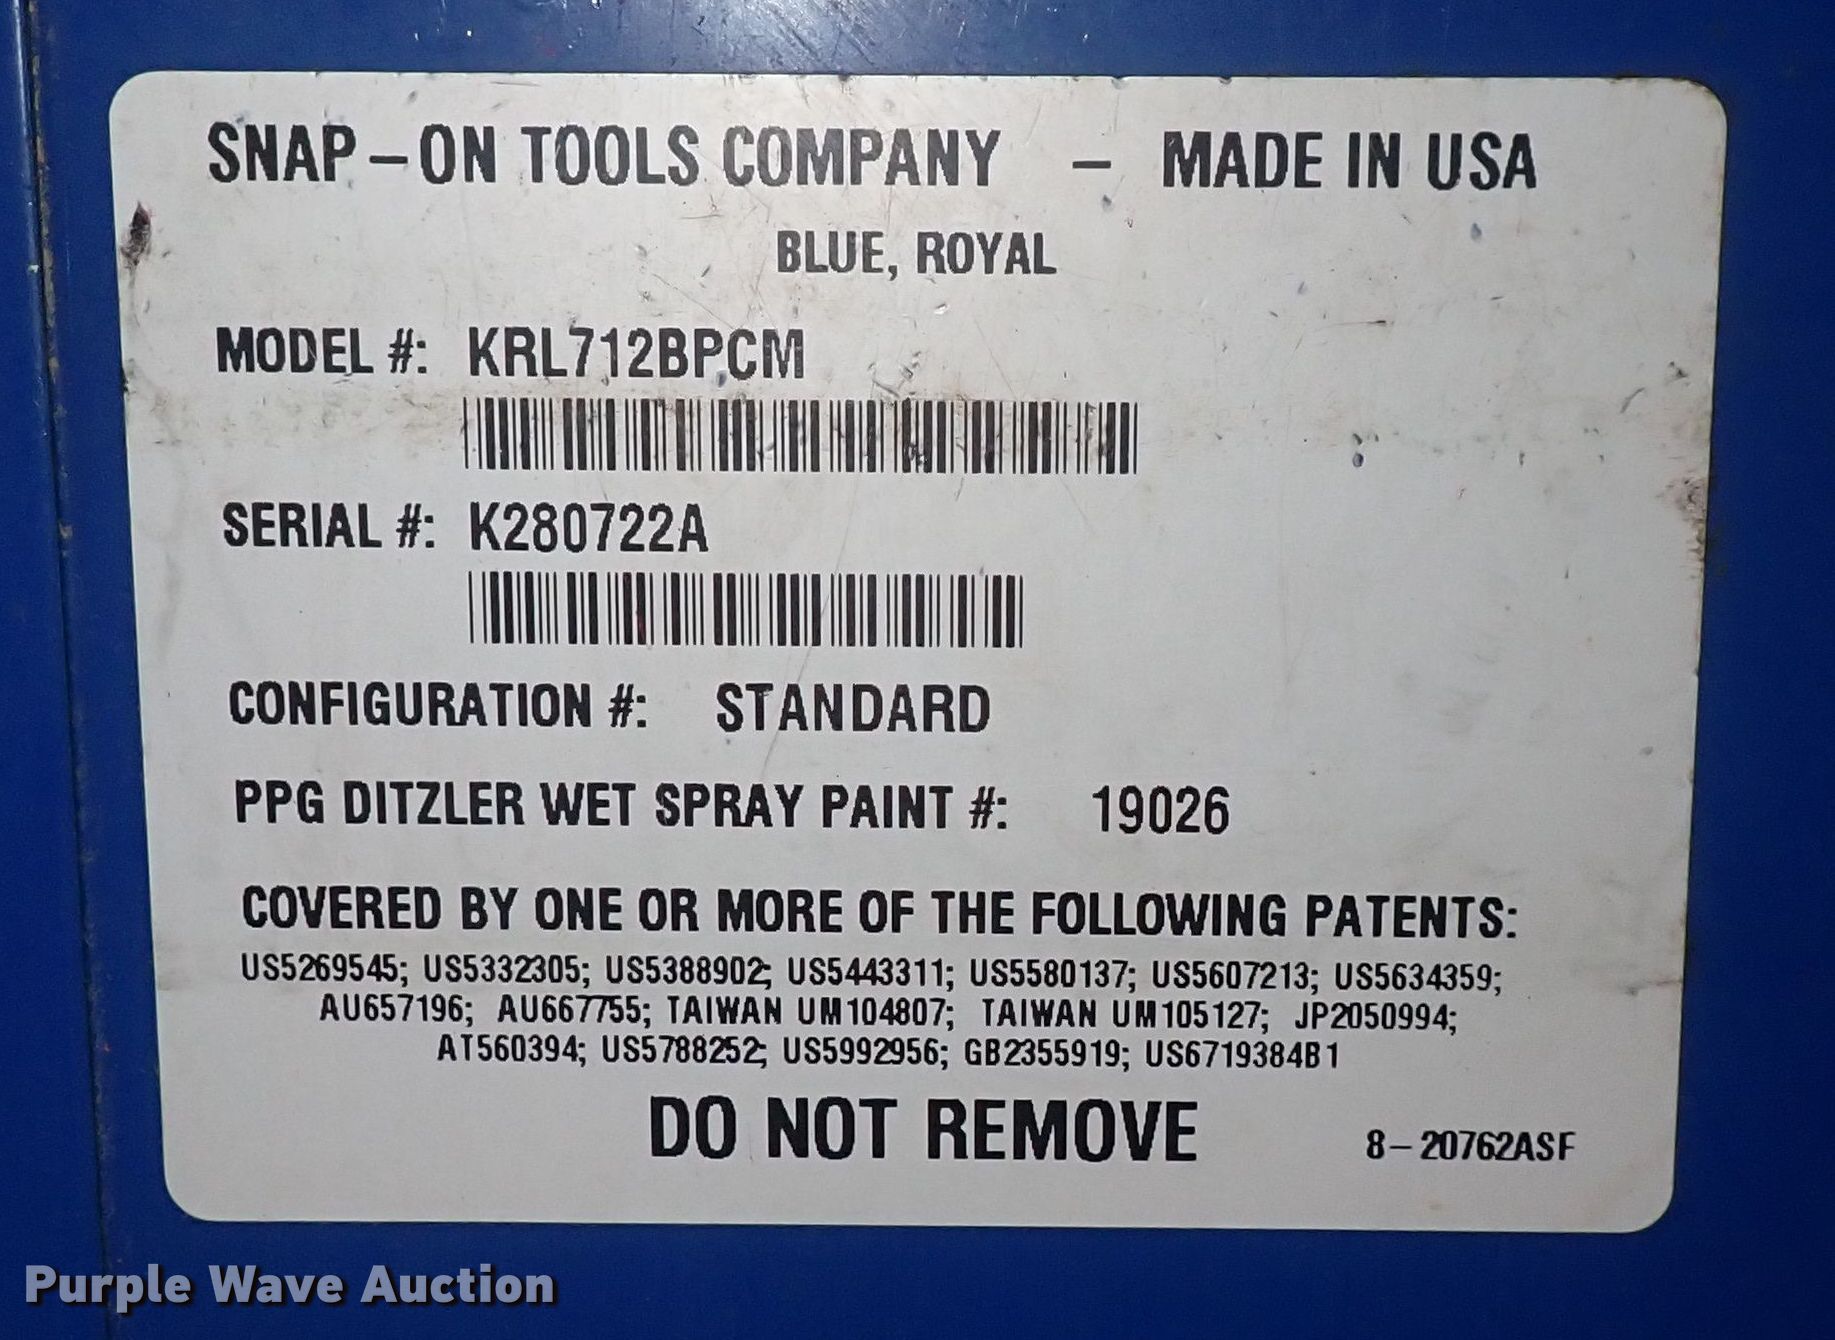 SNAP-ON TOOLS COMPANY - MADE IN USA
BLUE, ROYAL
MODEL #: KRL712BPCM
SERIAL #: K280722A
CONFIGURATION #: STANDARD
PPG DITZLER WET SPRAY PAINT #: 19026
COVERED BY ONE OR MORE OF THE FOLLOWING PATENTS:
US5269545; US5332305; US5388902; US5443311; US5580137; US5607213; US5634359;
AU657196; AU667755; TAIWAN UM104807; TAIWAN UM105127; JP2050994;
AT560394; US5788252; US5992956; GB2355919; US6719384B1
DO NOT REMOVE
8-20762ASF
Purple Wave Auction